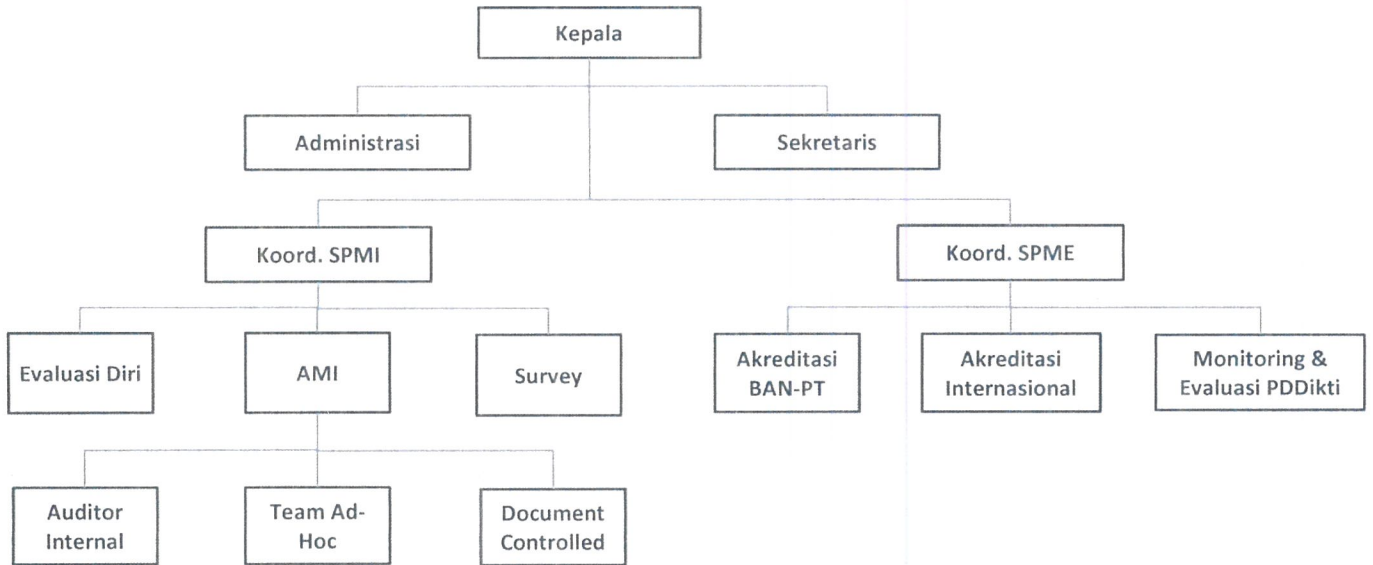 Kepala
Administrasi
Sekretaris
Koord. SPMI
Koord. SPME
Evaluasi Diri
AMI
Survey
Akreditasi
BAN-PT
Akreditasi
Internasional
Monitoring &
Evaluasi PDDikti
Auditor
Internal
Team Ad-
Hoc
Document
Controlled